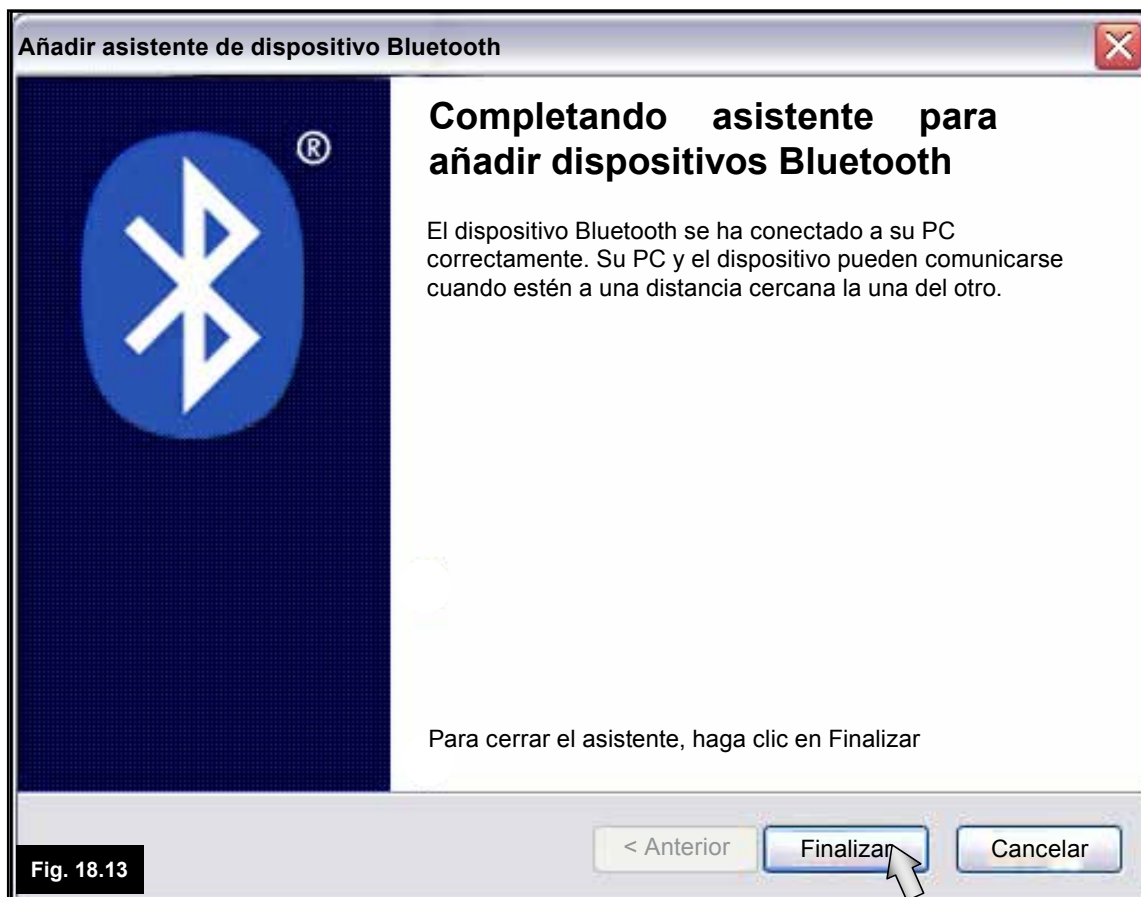 Añadir asistente de dispositivo Bluetooth
®
Completando asistente para
añadir dispositivos Bluetooth
El dispositivo Bluetooth se ha conectado a su PC
correctamente. Su PC y el dispositivo pueden comunicarse
cuando estén a una distancia cercana la una del otro.
Para cerrar el asistente, haga clic en Finalizar
< Anterior
Finalizar
Cancelar
Fig. 18.13